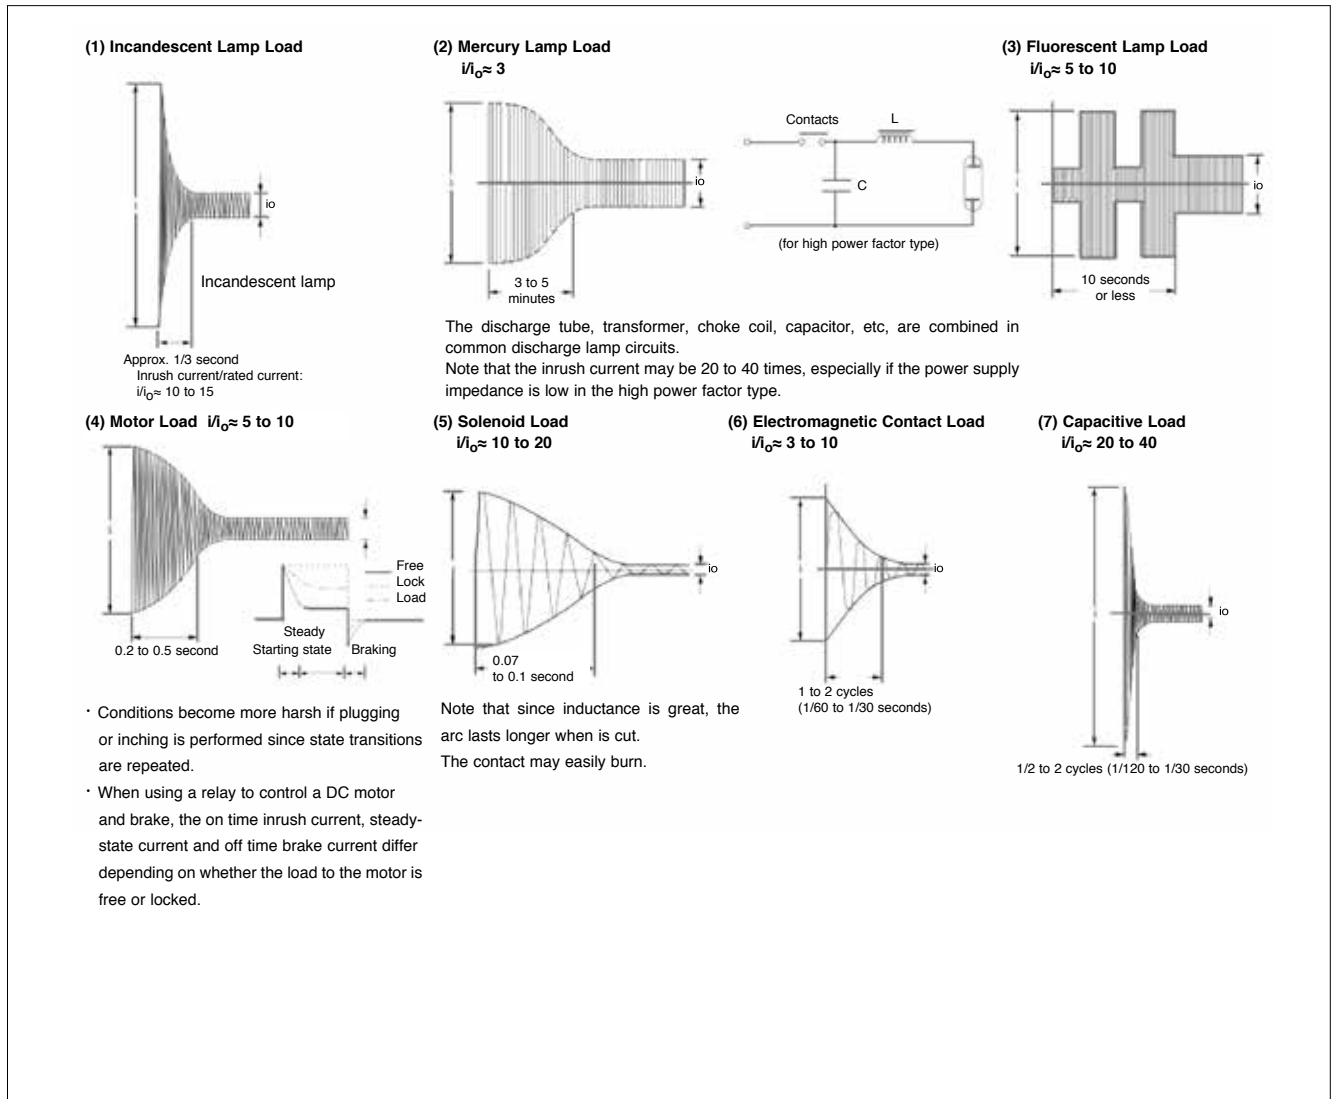 (1) Incandescent Lamp Load
io
Incandescent lamp
Approx. 1/3 second
Inrush current/rated current:
i/io≈ 10 to 15
(2) Mercury Lamp Load
i/io≈ 3
io
3 to 5
minutes
Contacts
L
C
(for high power factor type)
The discharge tube, transformer, choke coil, capacitor, etc, are combined in
common discharge lamp circuits.
Note that the inrush current may be 20 to 40 times, especially if the power supply
impedance is low in the high power factor type.
(3) Fluorescent Lamp Load
i/io≈ 5 to 10
io
10 seconds
or less
(4) Motor Load i/io≈ 5 to 10
0.2 to 0.5 second
Free
Lock
Load
Steady
Starting state
Braking
· Conditions become more harsh if plugging
or inching is performed since state transitions
are repeated.
· When using a relay to control a DC motor
and brake, the on time inrush current, steady-
state current and off time brake current differ
depending on whether the load to the motor is
free or locked.
(5) Solenoid Load
i/io≈ 10 to 20
io
0.07
to 0.1 second
Note that since inductance is great, the
arc lasts longer when is cut.
The contact may easily burn.
(6) Electromagnetic Contact Load
i/io≈ 3 to 10
io
1 to 2 cycles
(1/60 to 1/30 seconds)
(7) Capacitive Load
i/io≈ 20 to 40
io
1/2 to 2 cycles (1/120 to 1/30 seconds)